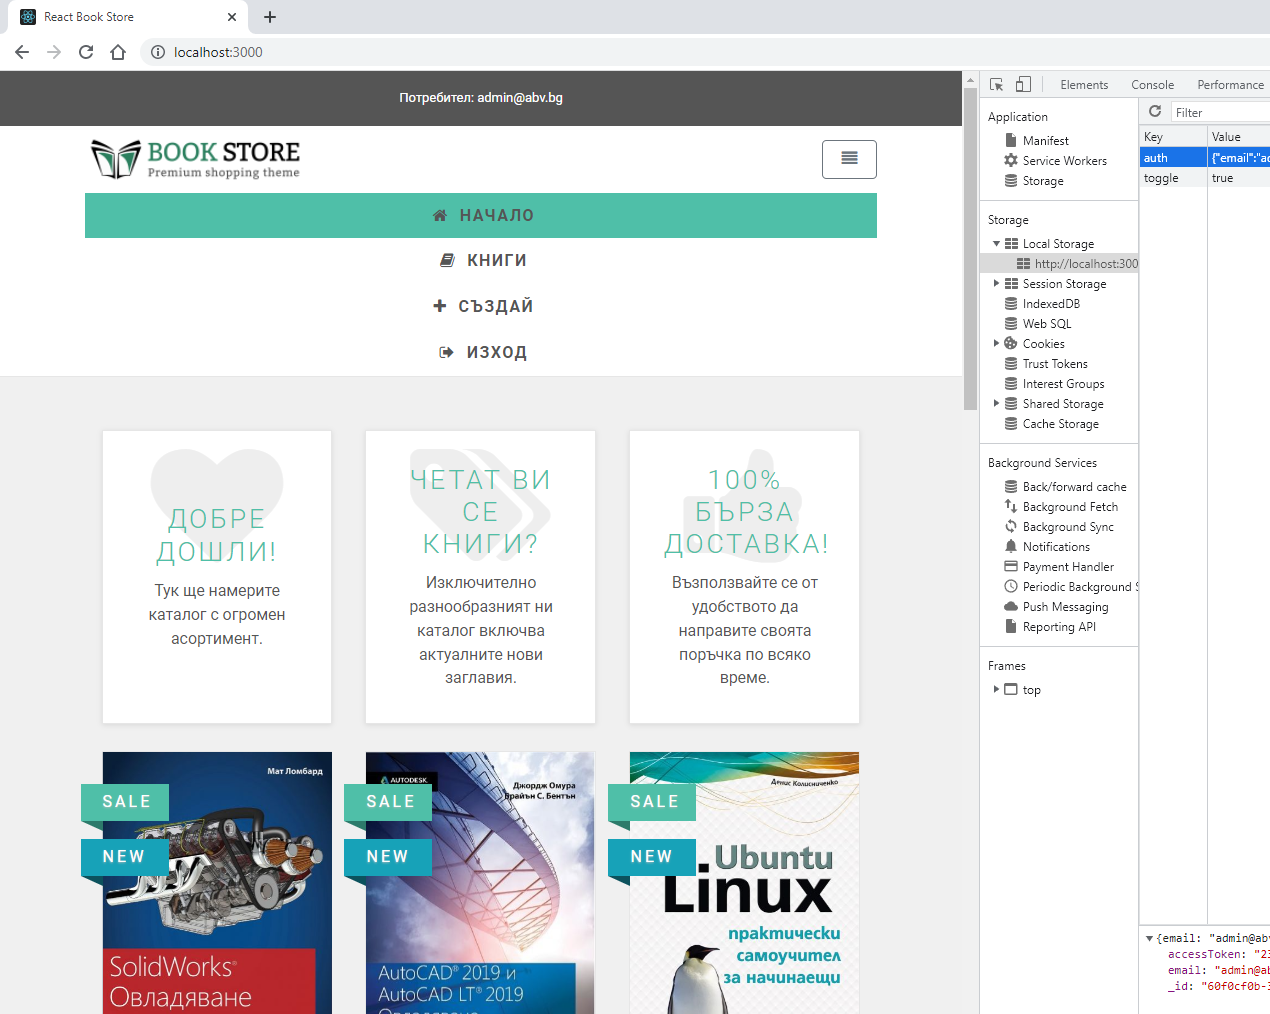 React Book Store
localhost:3000
Потребител: admin@abv.bg
BOOK STORE
Premium shopping theme
НАЧАЛО
КНИГИ
СЪЗДАЙ
ИЗХОД
ДОБРЕ
ДОШЛИ!
Тук ще намерите
каталог с огромен
асортимент.
ЧЕТАТ ВИ
СЕ
КНИГИ?
Изключително
разнообразният ни
каталог включва
актуалните нови
заглавия.
100%
БЪРЗА
ДОСТАВКА!
Възползвайте се от
удобството да
направите своята
поръчка по всяко
време.
Мат Ломбард
SALE
NEW
SolidWorks®
Овладяване
AUTODESK.
Джордж Омура
Брайън С. Бентън
SALE
NEW
AutoCAD® 2019 и
AutoCAD LT® 2019
Овладяване
Денис Колисниченко
SALE
NEW
Ubuntu
Linux
практически
самоучител
за начинаещи
Elements
Console
Performance
Application
Manifest
Service Workers
Storage
Storage
Local Storage
http://localhost:300
Session Storage
IndexedDB
Web SQL
Cookies
Trust Tokens
Interest Groups
Shared Storage
Cache Storage
Background Services
Back/forward cache
Background Fetch
Background Sync
Notifications
Payment Handler
Periodic Background S
Push Messaging
Reporting API
Frames
top
Filter
Key Value
auth {"email":"ad
toggle true
{email: "admin@abv
accessToken: "23
email: "admin@ab
_id: "60f0cf0b-3